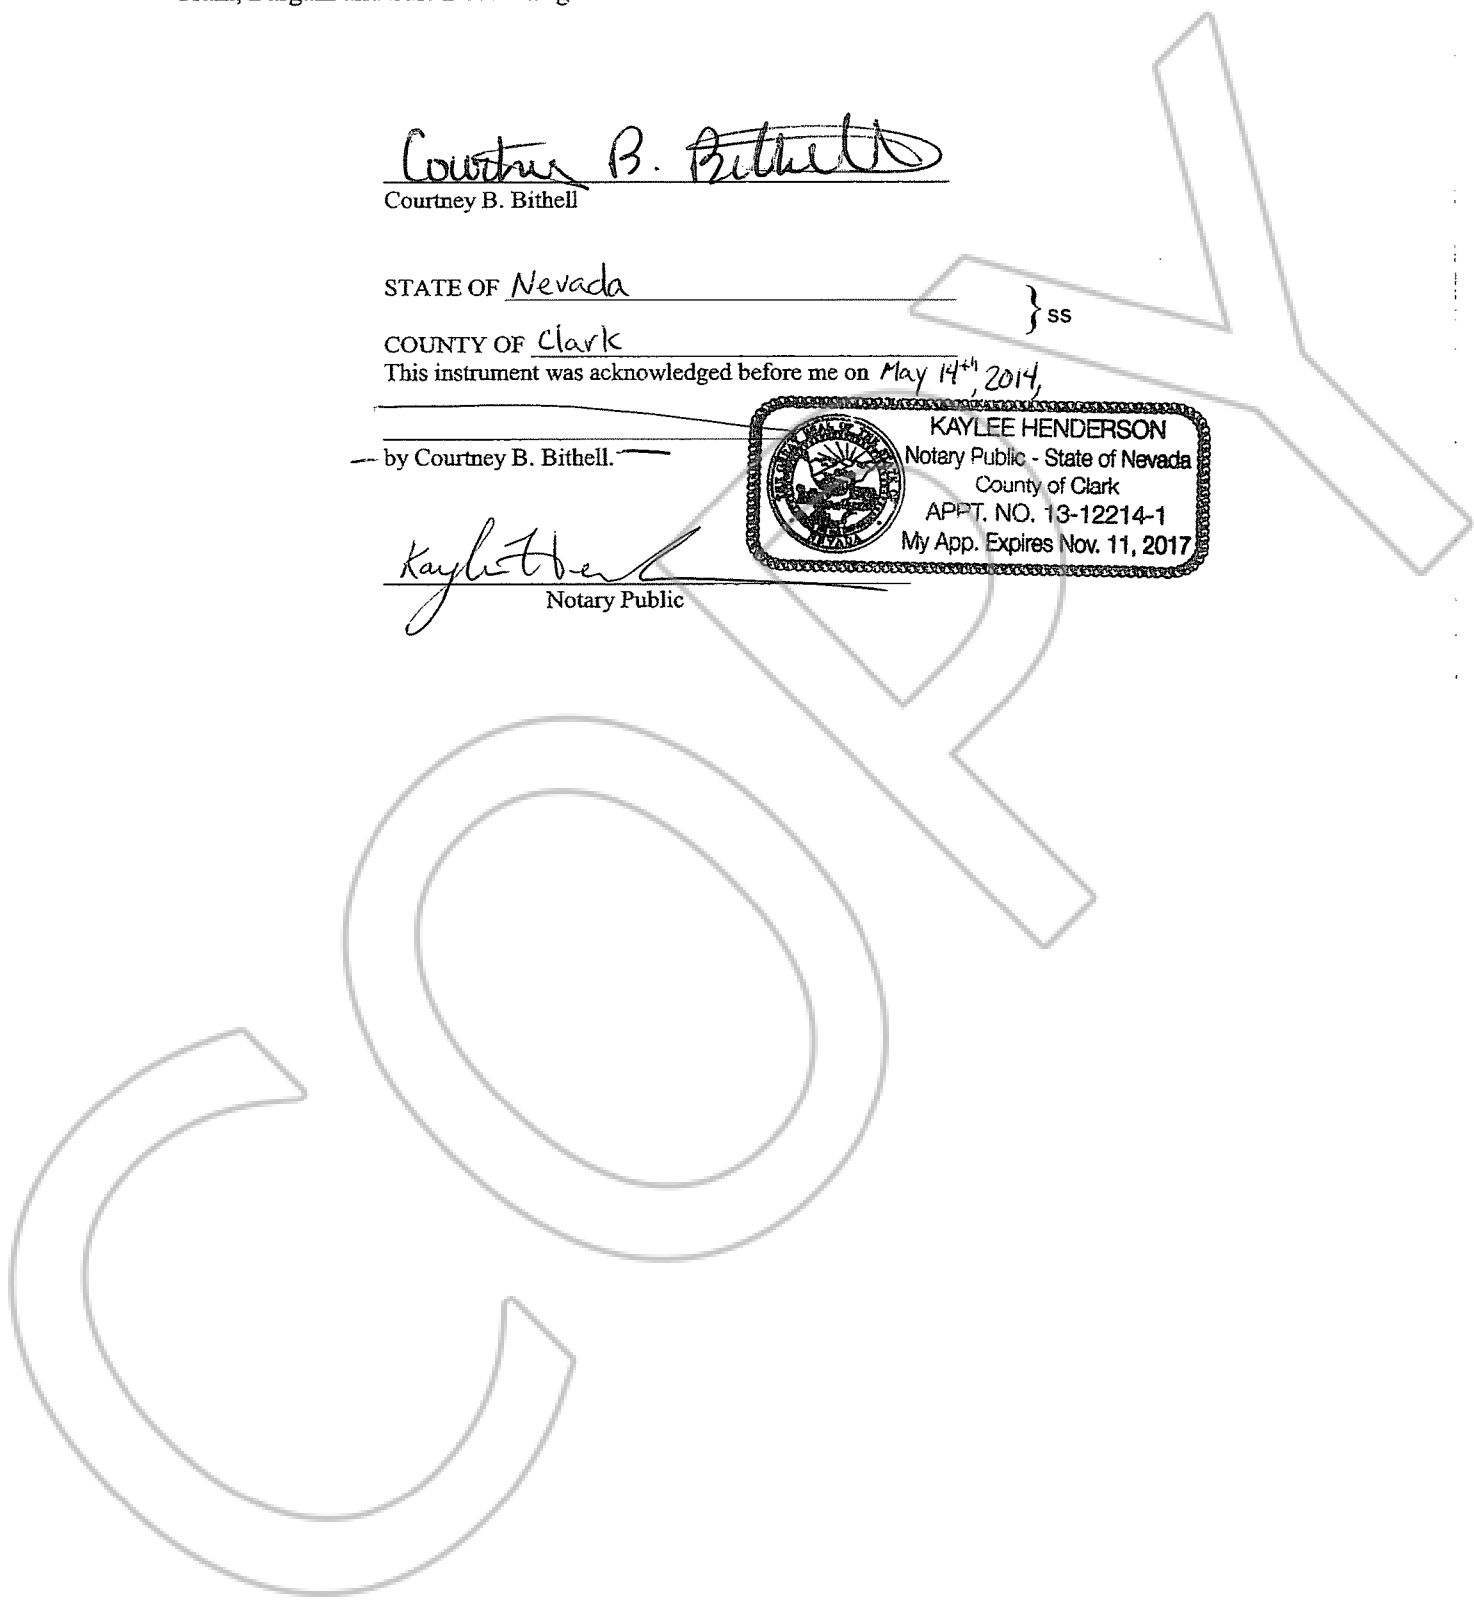 Courtney B. Bithell
Courtney B. Bithell
STATE OF Nevada
} ss
COUNTY OF Clark
This instrument was acknowledged before me on May 14th, 2014,
KAYLEE HENDERSON
Notary Public - State of Nevada
County of Clark
APPT. NO. 13-12214-1
My App. Expires Nov. 11, 2017
NEVADA
— by Courtney B. Bithell. —
Notary Public
COPY